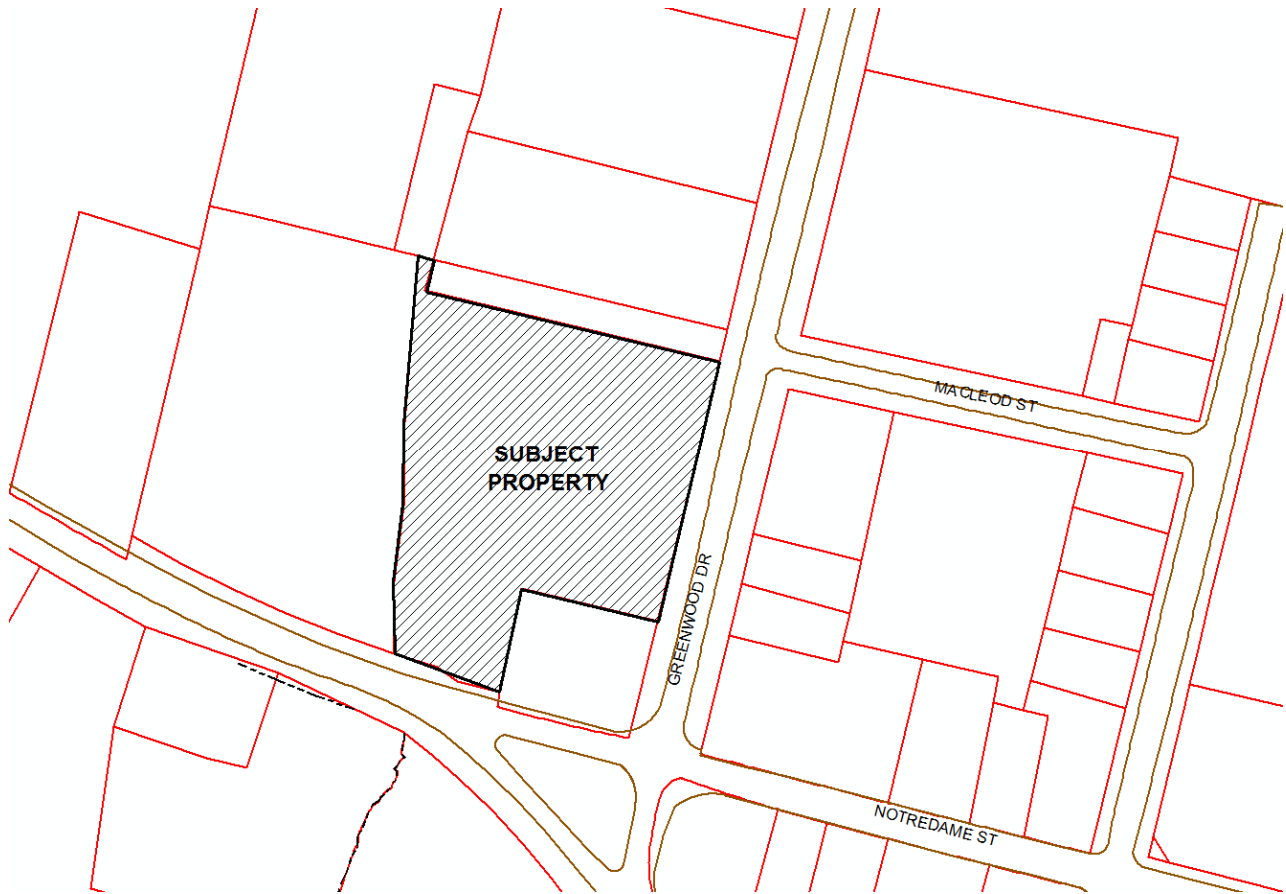 MACLEOD ST
SUBJECT
PROPERTY
GREENWOOD DR
NOTREDAME ST